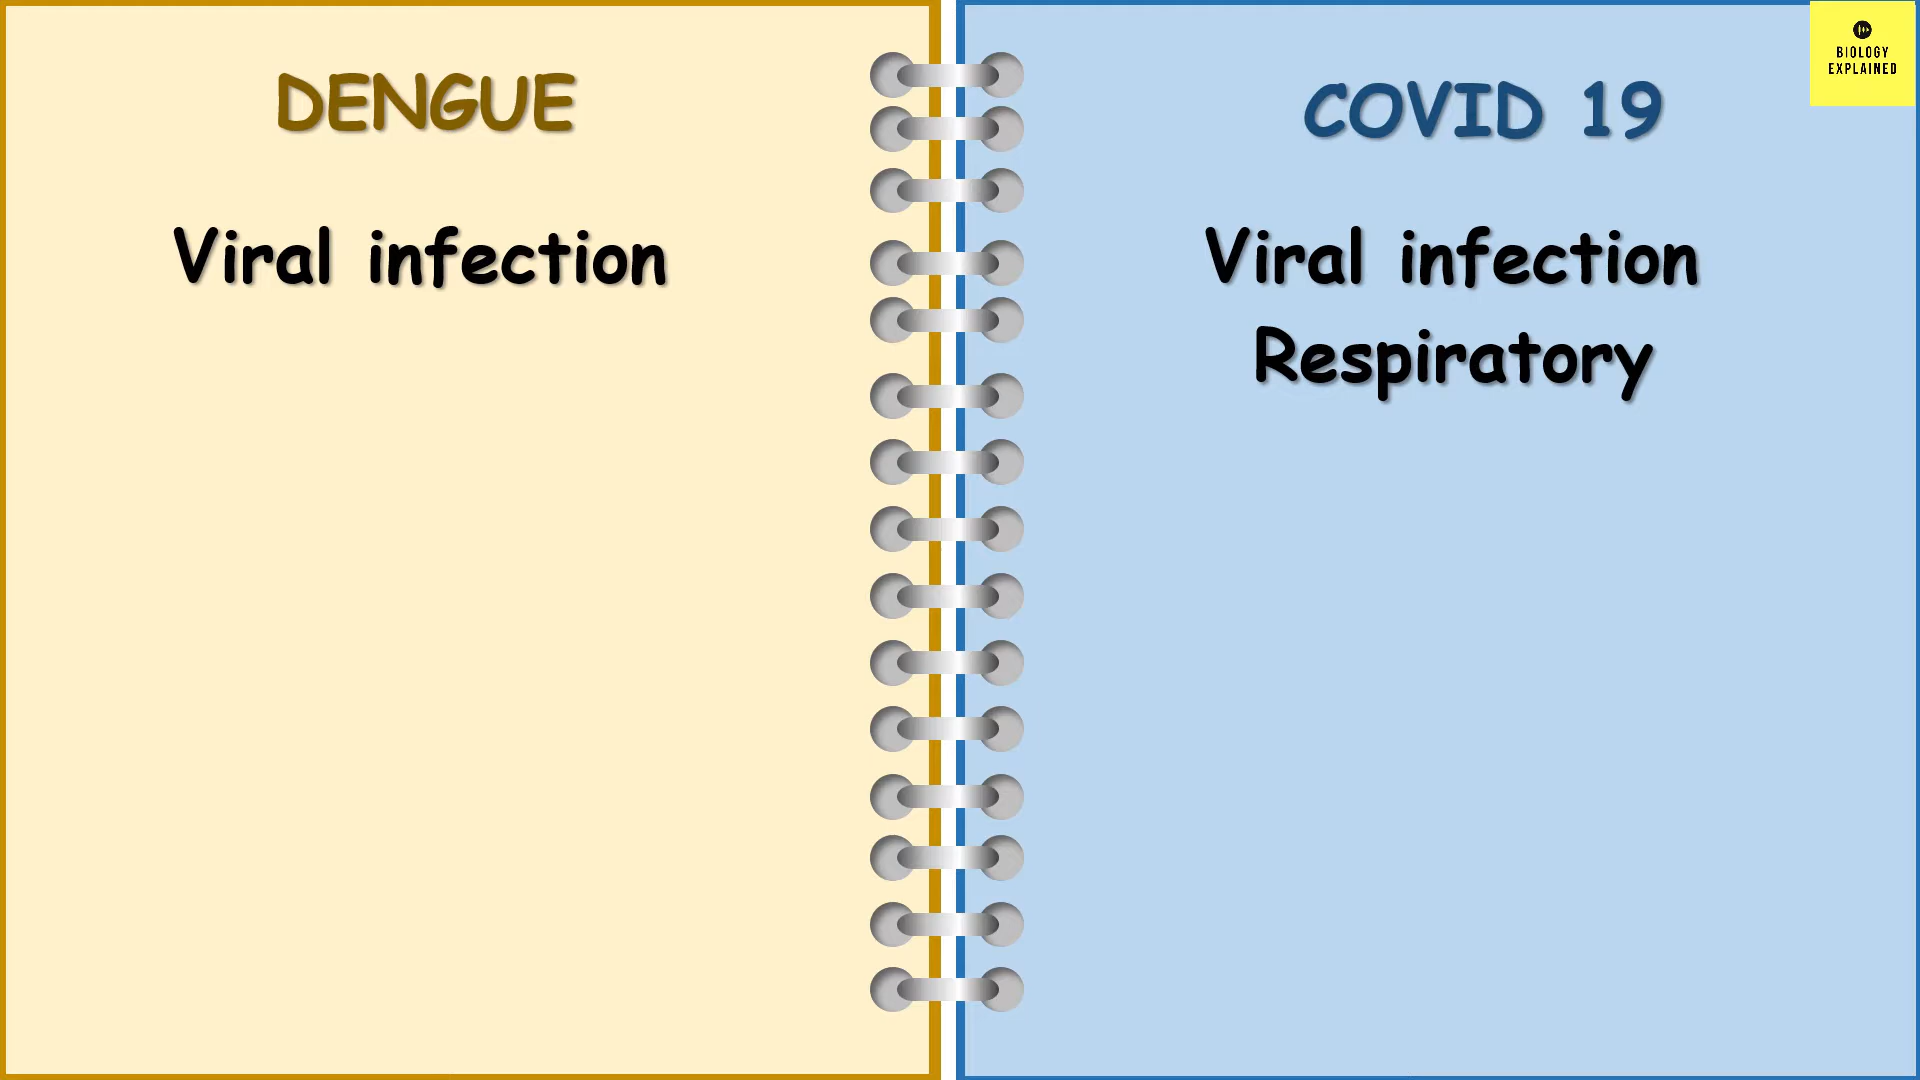 DENGUE
Viral infection
COVID 19
Viral infection
Respiratory
BIOLOGY
EXPLAINED